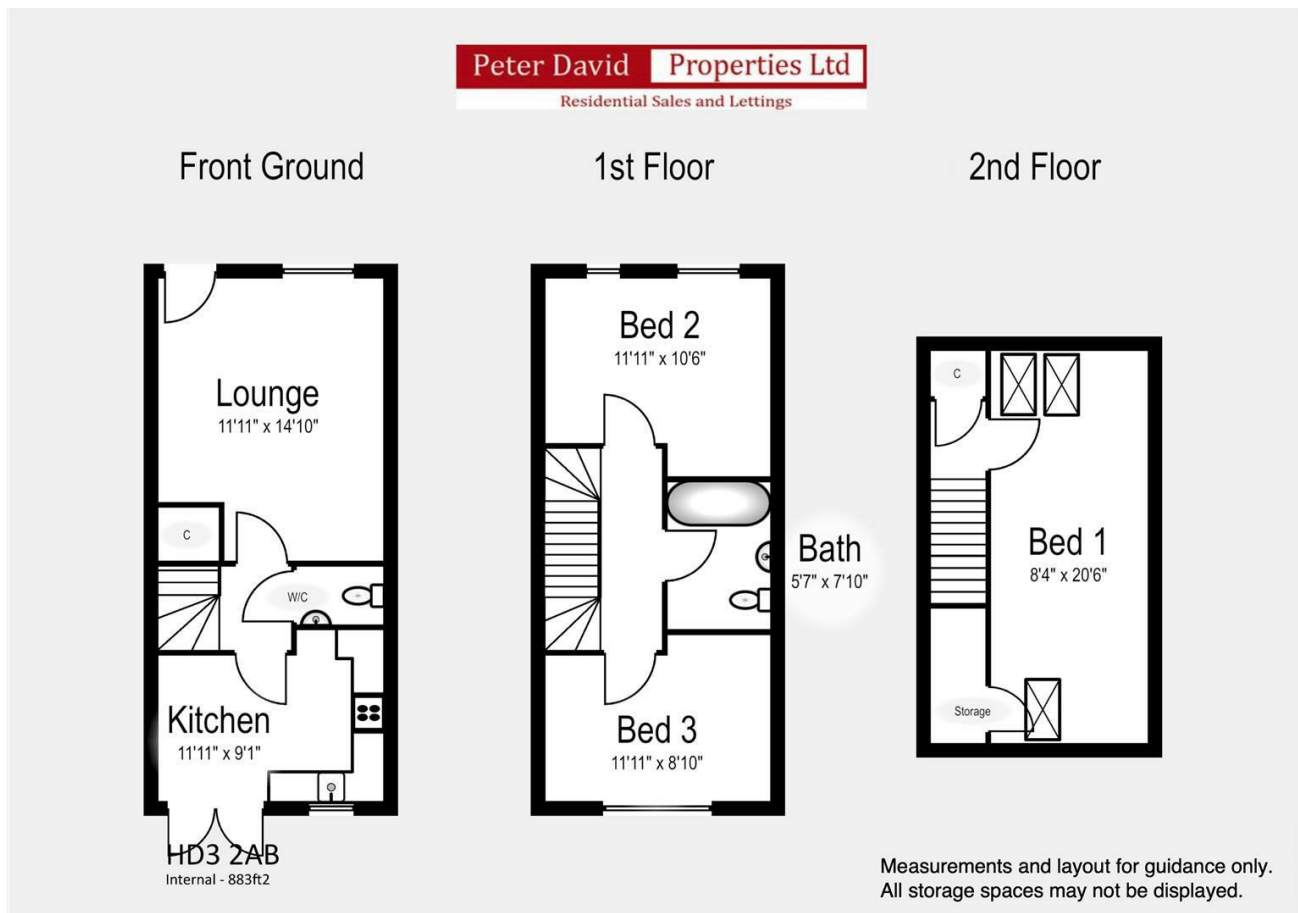 Peter David Properties Ltd
Residential Sales and Lettings
Front Ground
1st Floor
2nd Floor
Lounge
11'11" x 14'10"
C
W/C
Kitchen
11'11" x 9'1"
HD3 2AB
Internal - 883ft2
Bed 2
11'11" x 10'6"
Bath
5'7" x 7'10"
Bed 3
11'11" x 8'10"
C
Bed 1
8'4" x 20'6"
Storage
Measurements and layout for guidance only.
All storage spaces may not be displayed.